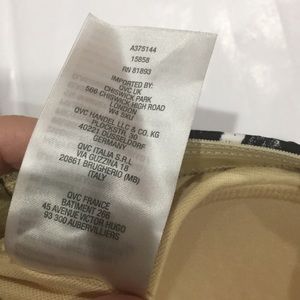 A375144
15858
RN 81893
IMPORTED BY:
QVC UK
CHISWICK PARK
566 CHISWICK HIGH ROAD
LONDON
W4 5XU
QVC HANDEL LLC & CO. KG
PLOCKSTR. 30
40221 DÜSSELDORF
GERMANY
QVC ITALIA S.R.L
VIA GUZZINA 18
20861 BRUGHERIO (MB)
ITALY
QVC FRANCE
BATIMENT 266
45 AVENUE VICTOR HUGO
93 300 AUBERVILLIERS